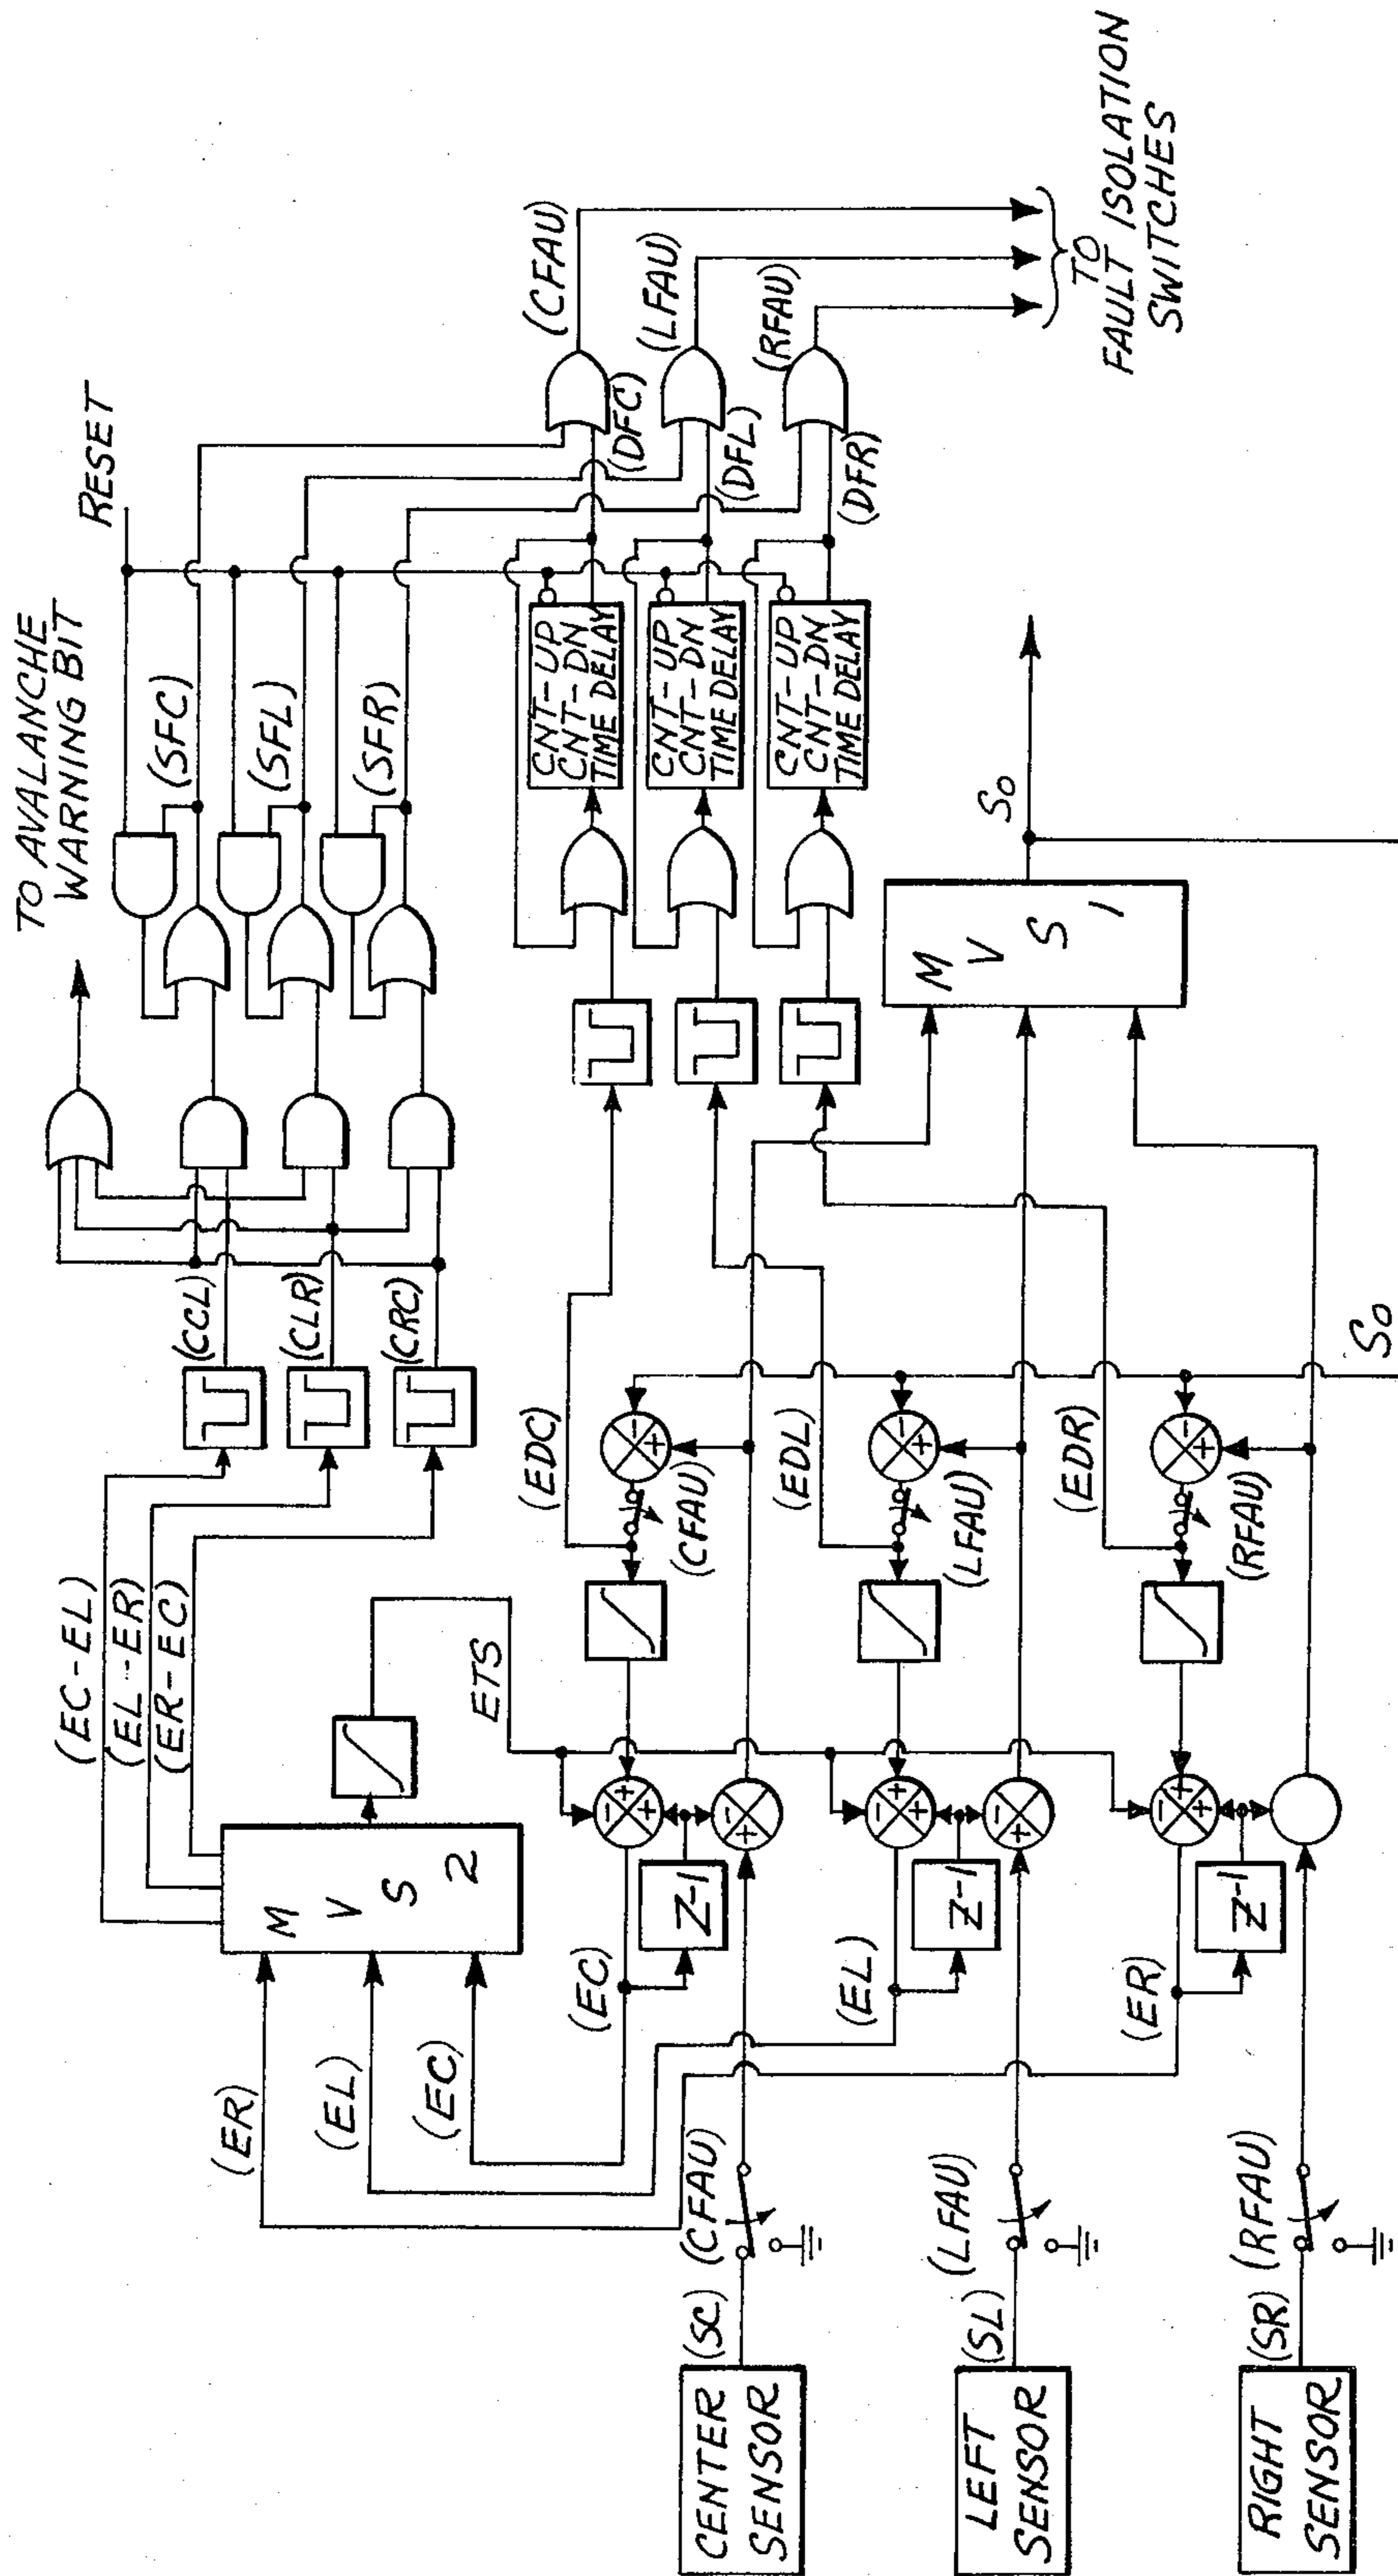 TO AVALANCHE
WARNING BIT
RESET
(EC-EL)
(EL-ER)
(ER-EC)
(CCL)
(CLR)
(CRC)
(SFC)
(SFL)
(SFR)
(ER)
(EL)
(EC)
M
V
S
2
ETS
CNT-UP
CNT-DN
TIME DELAY
CNT-UP
CNT-DN
TIME DELAY
CNT-UP
CNT-DN
TIME DELAY
(DFC)
(DFL)
(DFR)
(CFAU)
(LFAU)
(RFAU)
TO
FAULT ISOLATION
SWITCHES
(EDC)
(EDL)
(EDR)
(EC)
(EL)
(ER)
Z-1
Z-1
Z-1
- + +
- +
- + +
- +
- + +
- +
- +
- +
(CFAU)
(LFAU)
(RFAU)
M
V
S
1
So
So
CENTER
SENSOR
(SC)
(CFAU)
LEFT
SENSOR
(SL)
(LFAU)
RIGHT
SENSOR
(SR)
(RFAU)